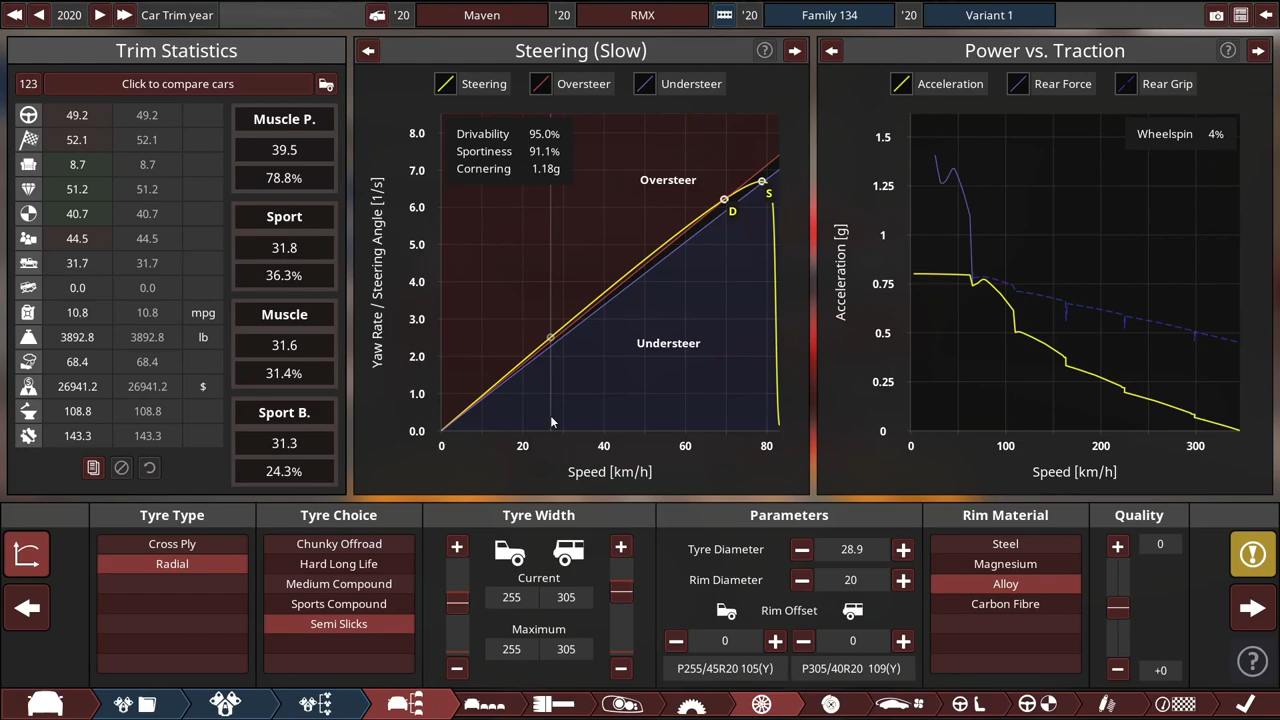 2020
Car Trim year
'20
Maven
'20
RMX
'20
Family 134
'20
Variant 1
Trim Statistics
123
Click to compare cars
49.2 49.2
52.1 52.1
8.7 8.7
51.2 51.2
40.7 40.7
44.5 44.5
31.7 31.7
0.0 0.0
10.8 10.8 mpg
3892.8 3892.8 lb
68.4 68.4
26941.2 26941.2 $
108.8 108.8
143.3 143.3
Muscle P.
39.5
78.8%
Sport
31.8
36.3%
Muscle
31.6
31.4%
Sport B.
31.3
24.3%
Steering (Slow)
?
Steering
Oversteer
Understeer
Drivability 95.0%
Sportiness 91.1%
Cornering 1.18g
Oversteer
Understeer
D
S
Yaw Rate / Steering Angle [1/s]
8.0
7.0
6.0
5.0
4.0
3.0
2.0
1.0
0.0
0 20 40 60 80
Speed [km/h]
Power vs. Traction
?
Acceleration
Rear Force
Rear Grip
Wheelspin 4%
Acceleration [g]
1.5
1.25
1
0.75
0.5
0.25
0
0 100 200 300
Speed [km/h]
Tyre Type
Cross Ply
Radial
Tyre Choice
Chunky Offroad
Hard Long Life
Medium Compound
Sports Compound
Semi Slicks
Tyre Width
Current
255 305
Maximum
255 305
Parameters
Tyre Diameter 28.9
Rim Diameter 20
Rim Offset
0 0
P255/45R20 105(Y)
P305/40R20 109(Y)
Rim Material
Steel
Magnesium
Alloy
Carbon Fibre
Quality
0
+0
?